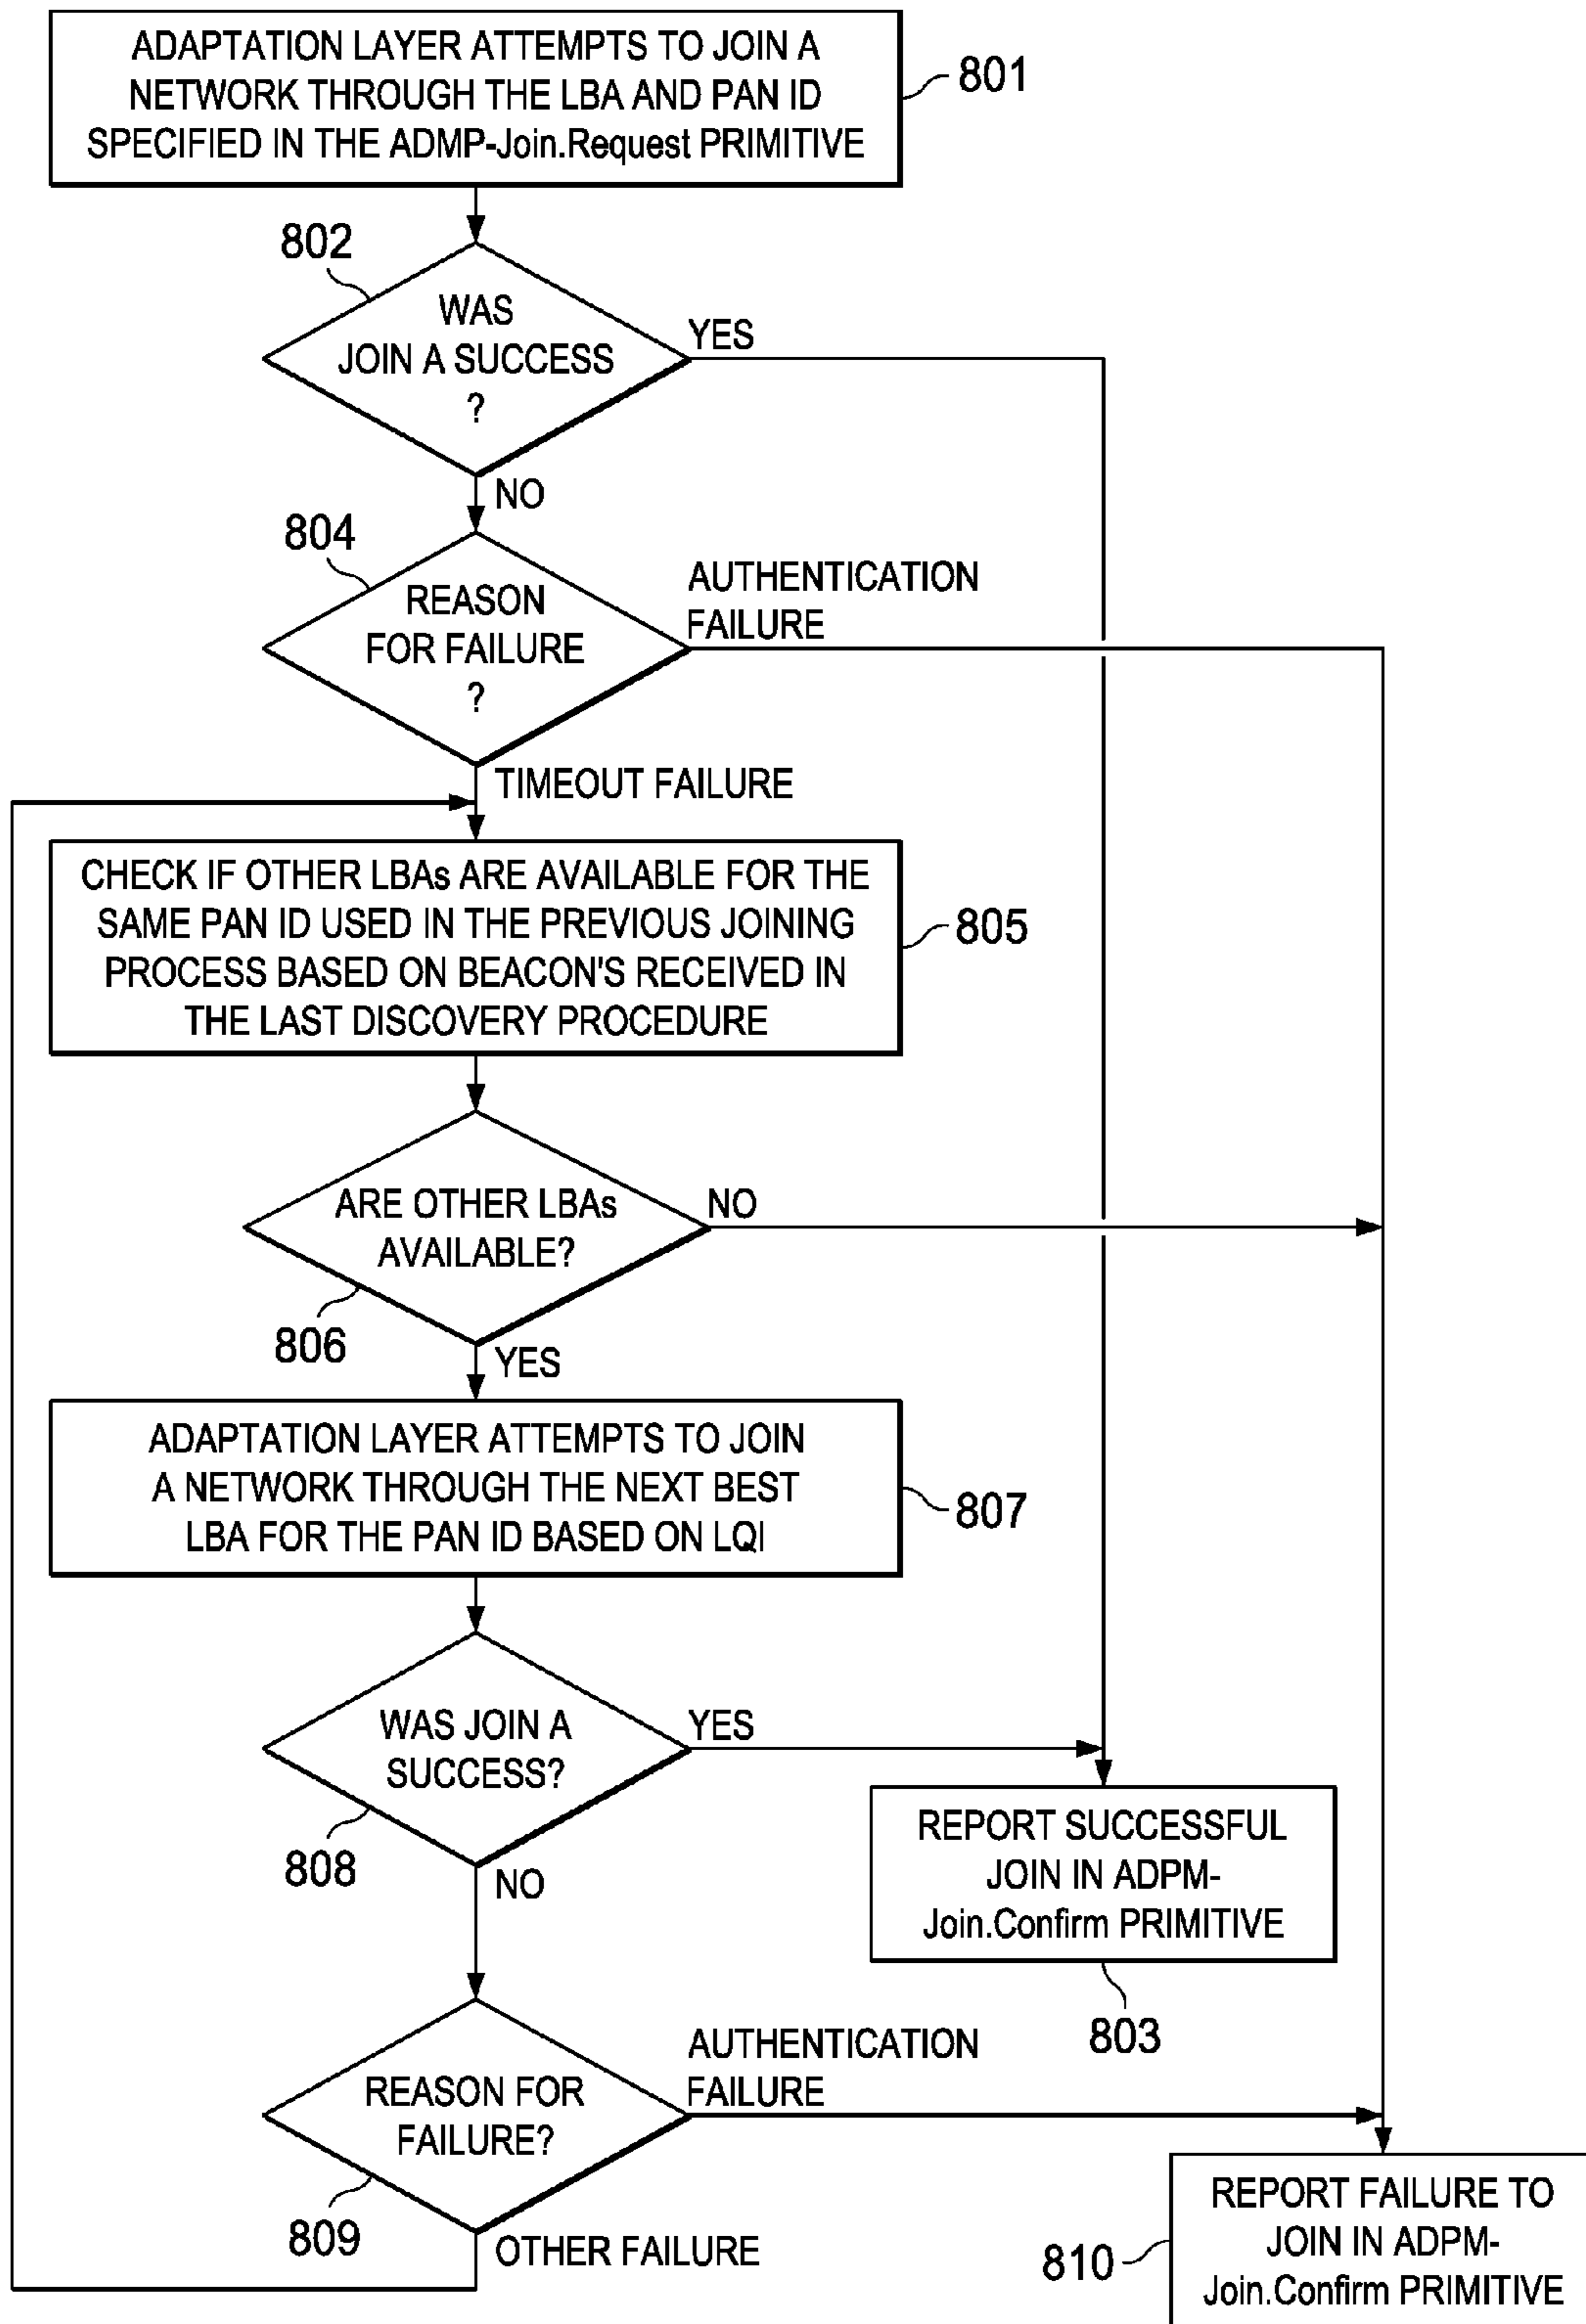 ADAPTATION LAYER ATTEMPTS TO JOIN A
NETWORK THROUGH THE LBA AND PAN ID
SPECIFIED IN THE ADMP-Join.Request PRIMITIVE
801
802
WAS
JOIN A SUCCESS
?
YES
NO
804
REASON
FOR FAILURE
?
AUTHENTICATION
FAILURE
TIMEOUT FAILURE
CHECK IF OTHER LBAs ARE AVAILABLE FOR THE
SAME PAN ID USED IN THE PREVIOUS JOINING
PROCESS BASED ON BEACON'S RECEIVED IN
THE LAST DISCOVERY PROCEDURE
805
ARE OTHER LBAs
AVAILABLE?
NO
806
YES
ADAPTATION LAYER ATTEMPTS TO JOIN
A NETWORK THROUGH THE NEXT BEST
LBA FOR THE PAN ID BASED ON LQI
807
WAS JOIN A
SUCCESS?
YES
808
NO
REPORT SUCCESSFUL
JOIN IN ADPM-
Join.Confirm PRIMITIVE
803
REASON FOR
FAILURE?
AUTHENTICATION
FAILURE
809
OTHER FAILURE
REPORT FAILURE TO
JOIN IN ADPM-
Join.Confirm PRIMITIVE
810